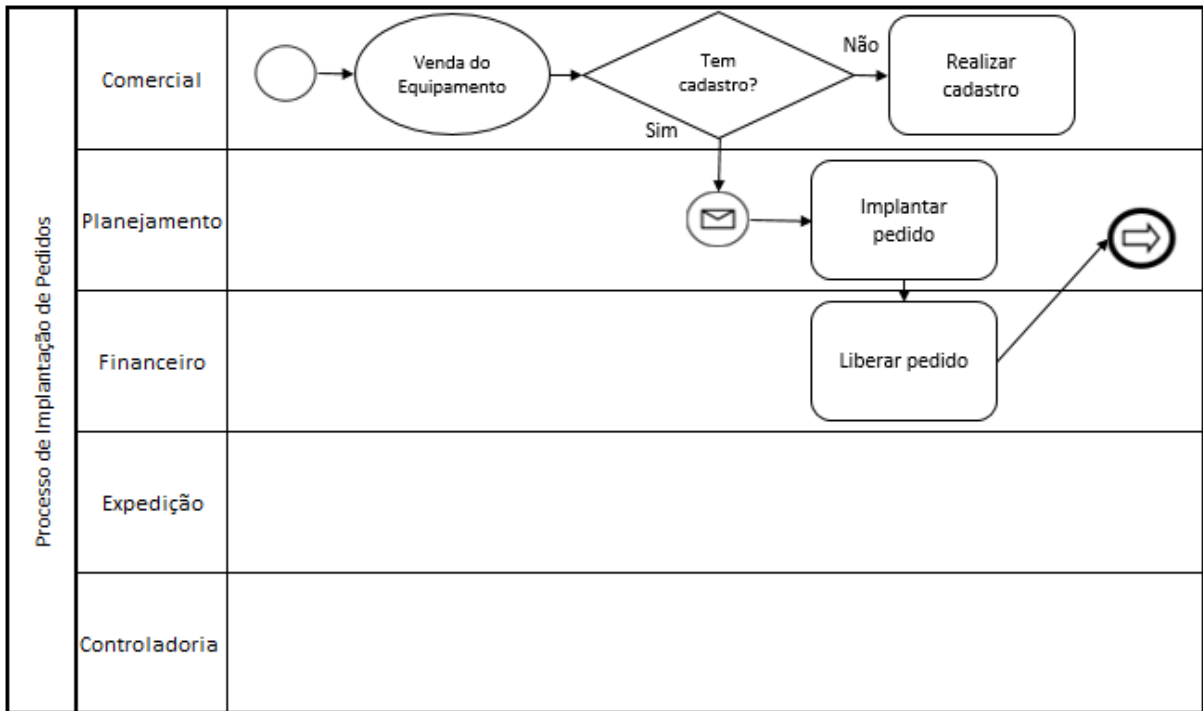 Processo de Implantação de Pedidos
Comercial
Venda do
Equipamento
Tem
cadastro?
Não
Sim
Realizar
cadastro
Planejamento
Implantar
pedido
Financeiro
Liberar pedido
Expedição
Controladoria